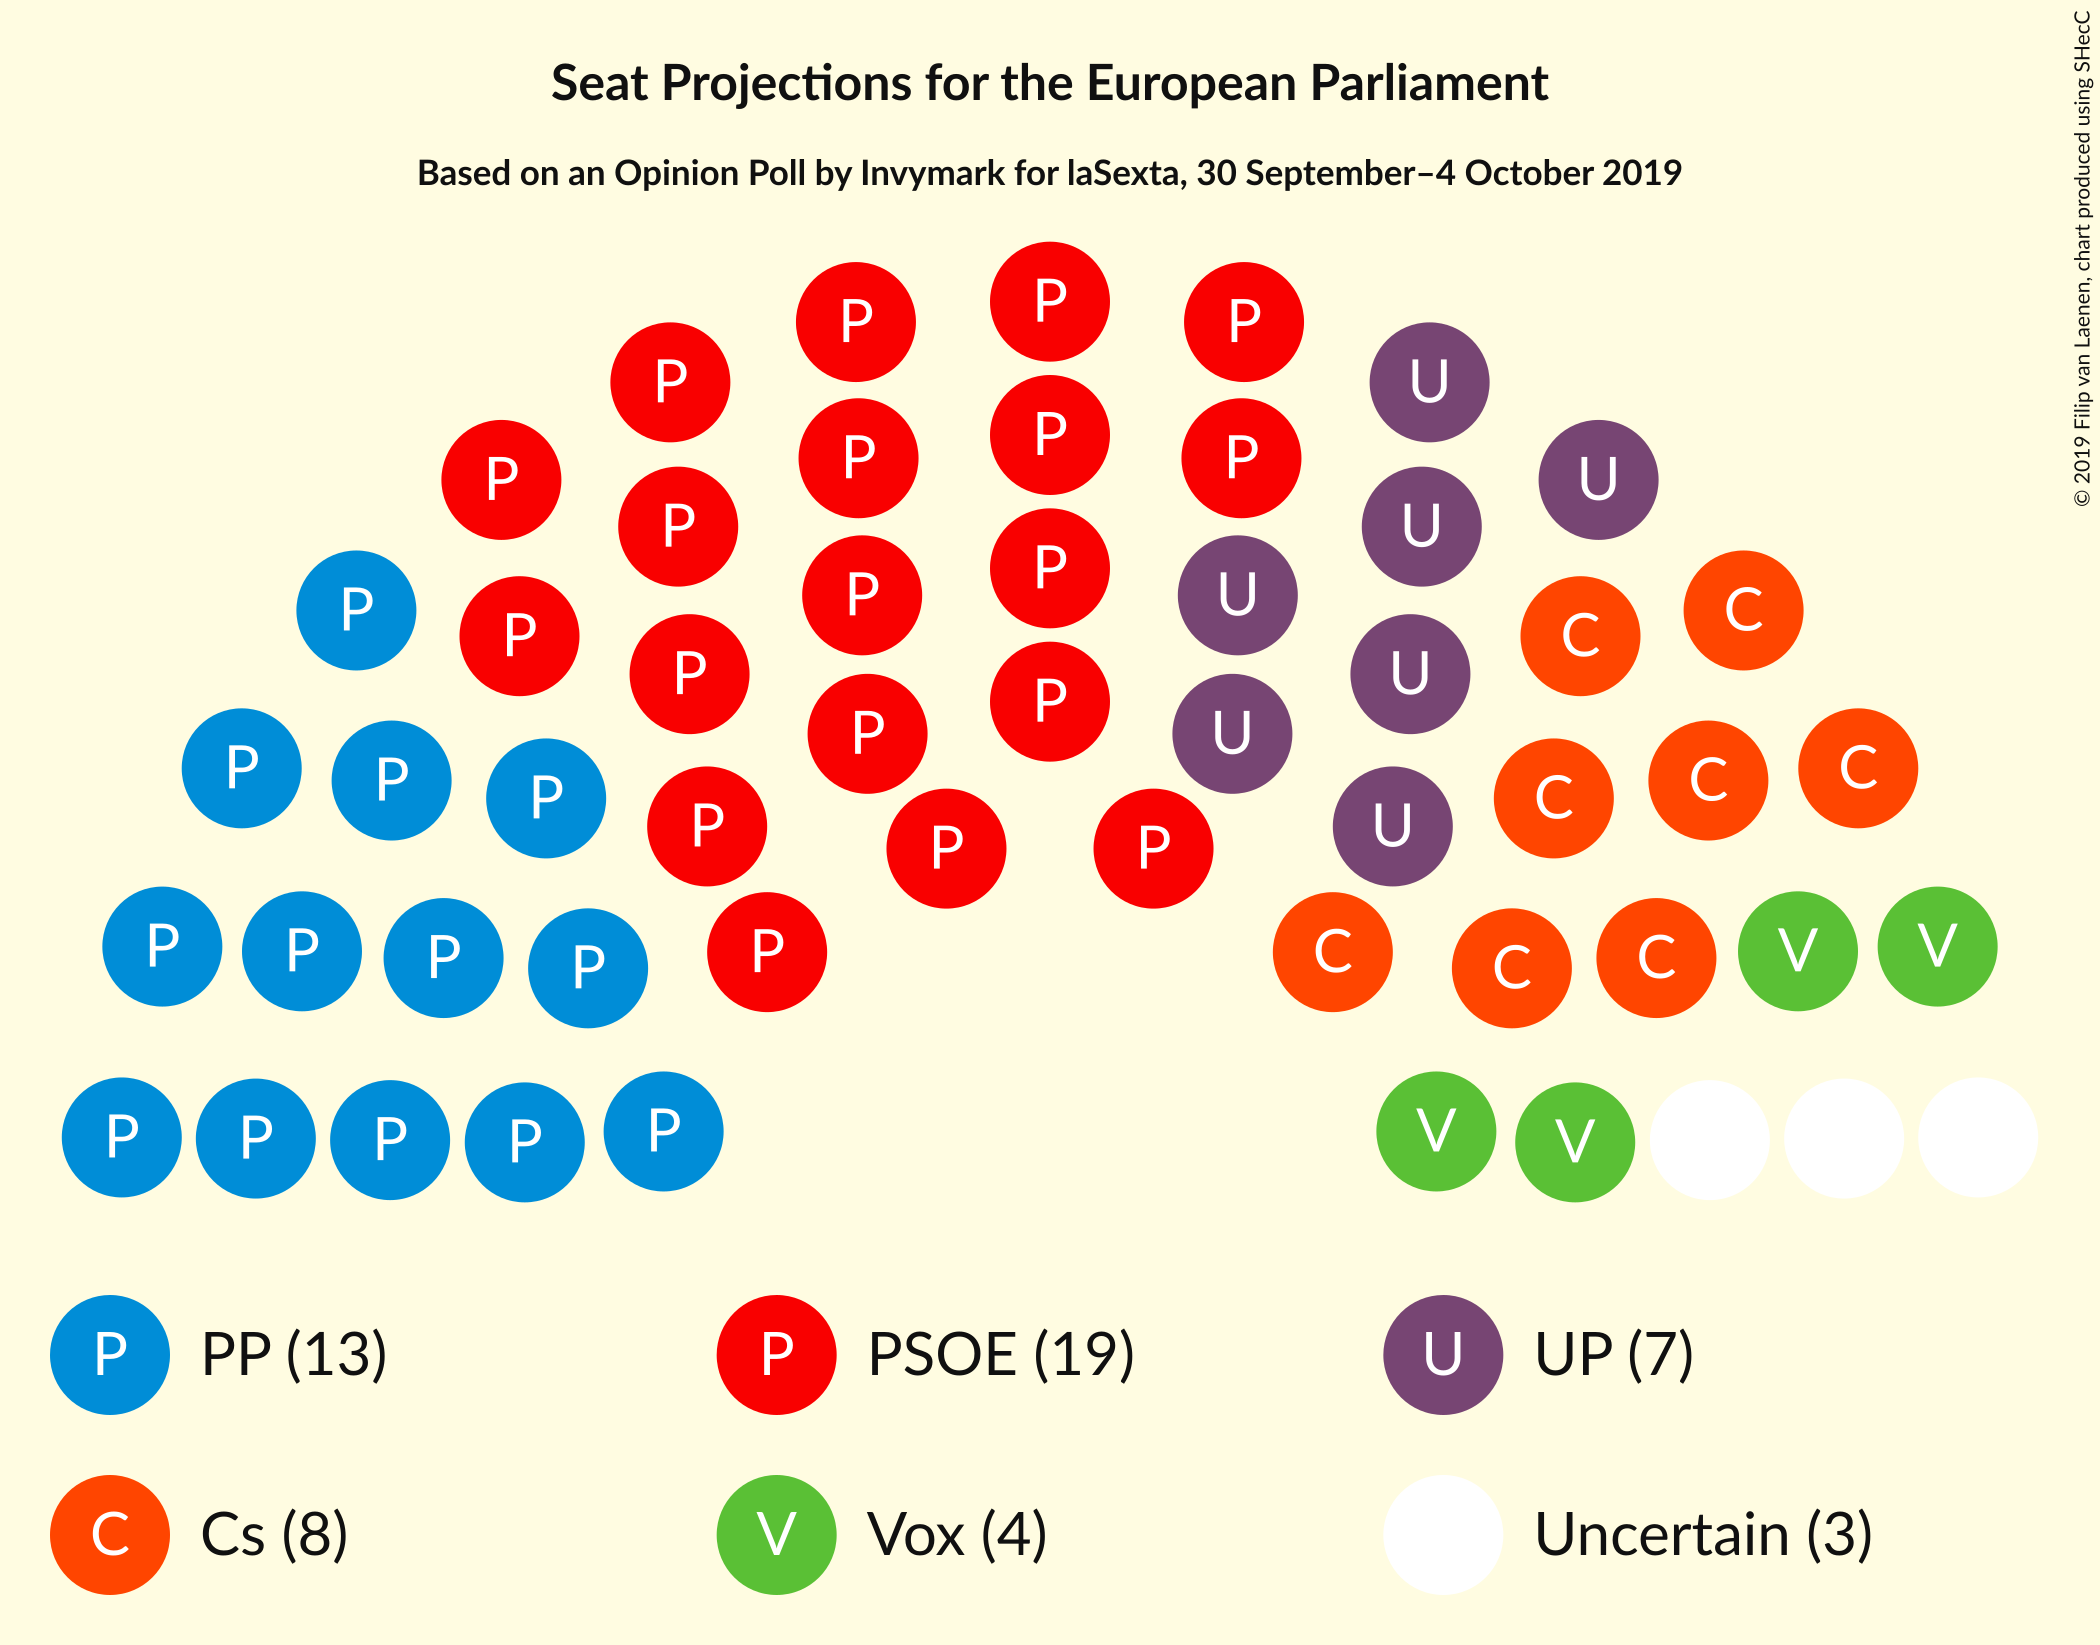 Seat Projections for the European Parliament
Based on an Opinion Poll by Invymark for laSexta, 30 September–4 October 2019
© 2019 Filip van Laenen, chart produced using SHecC
P P P
P U
P P P P U
P U
P P U P U
P P C C
P P U
P P P C
P P U
P P P C C C
P U
P P
P P P P P C C C V V
P P P P P V V
P PP (13) P PSOE (19) U UP (7)
C Cs (8) V Vox (4) Uncertain (3)